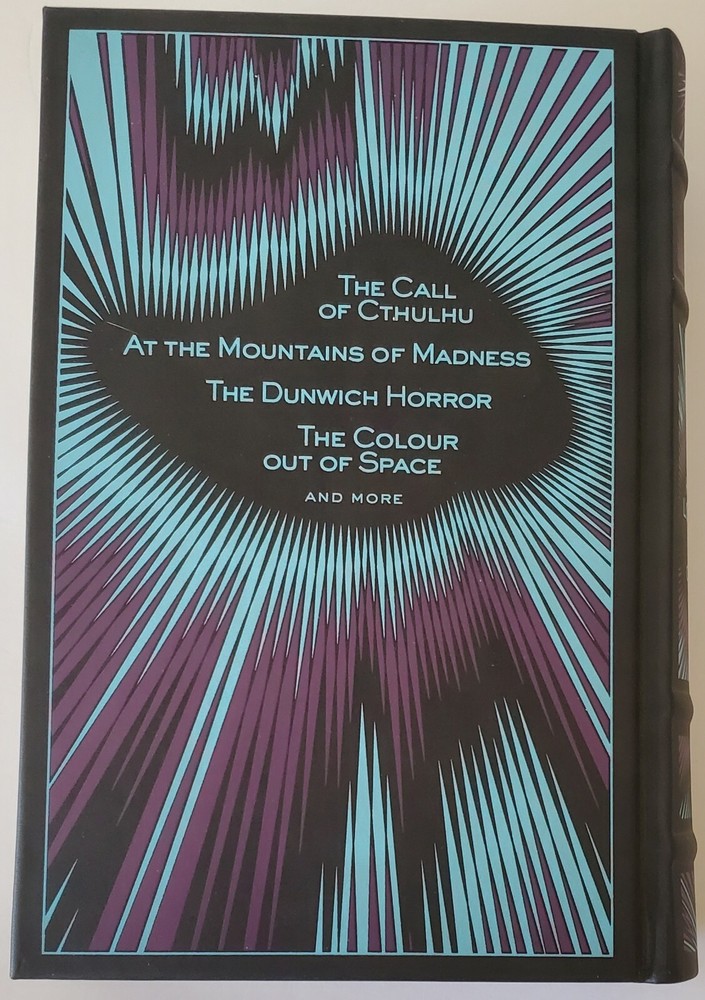 The Call
of Cthulhu
At the Mountains of Madness
The Dunwich Horror
The Colour
out of Space
and more